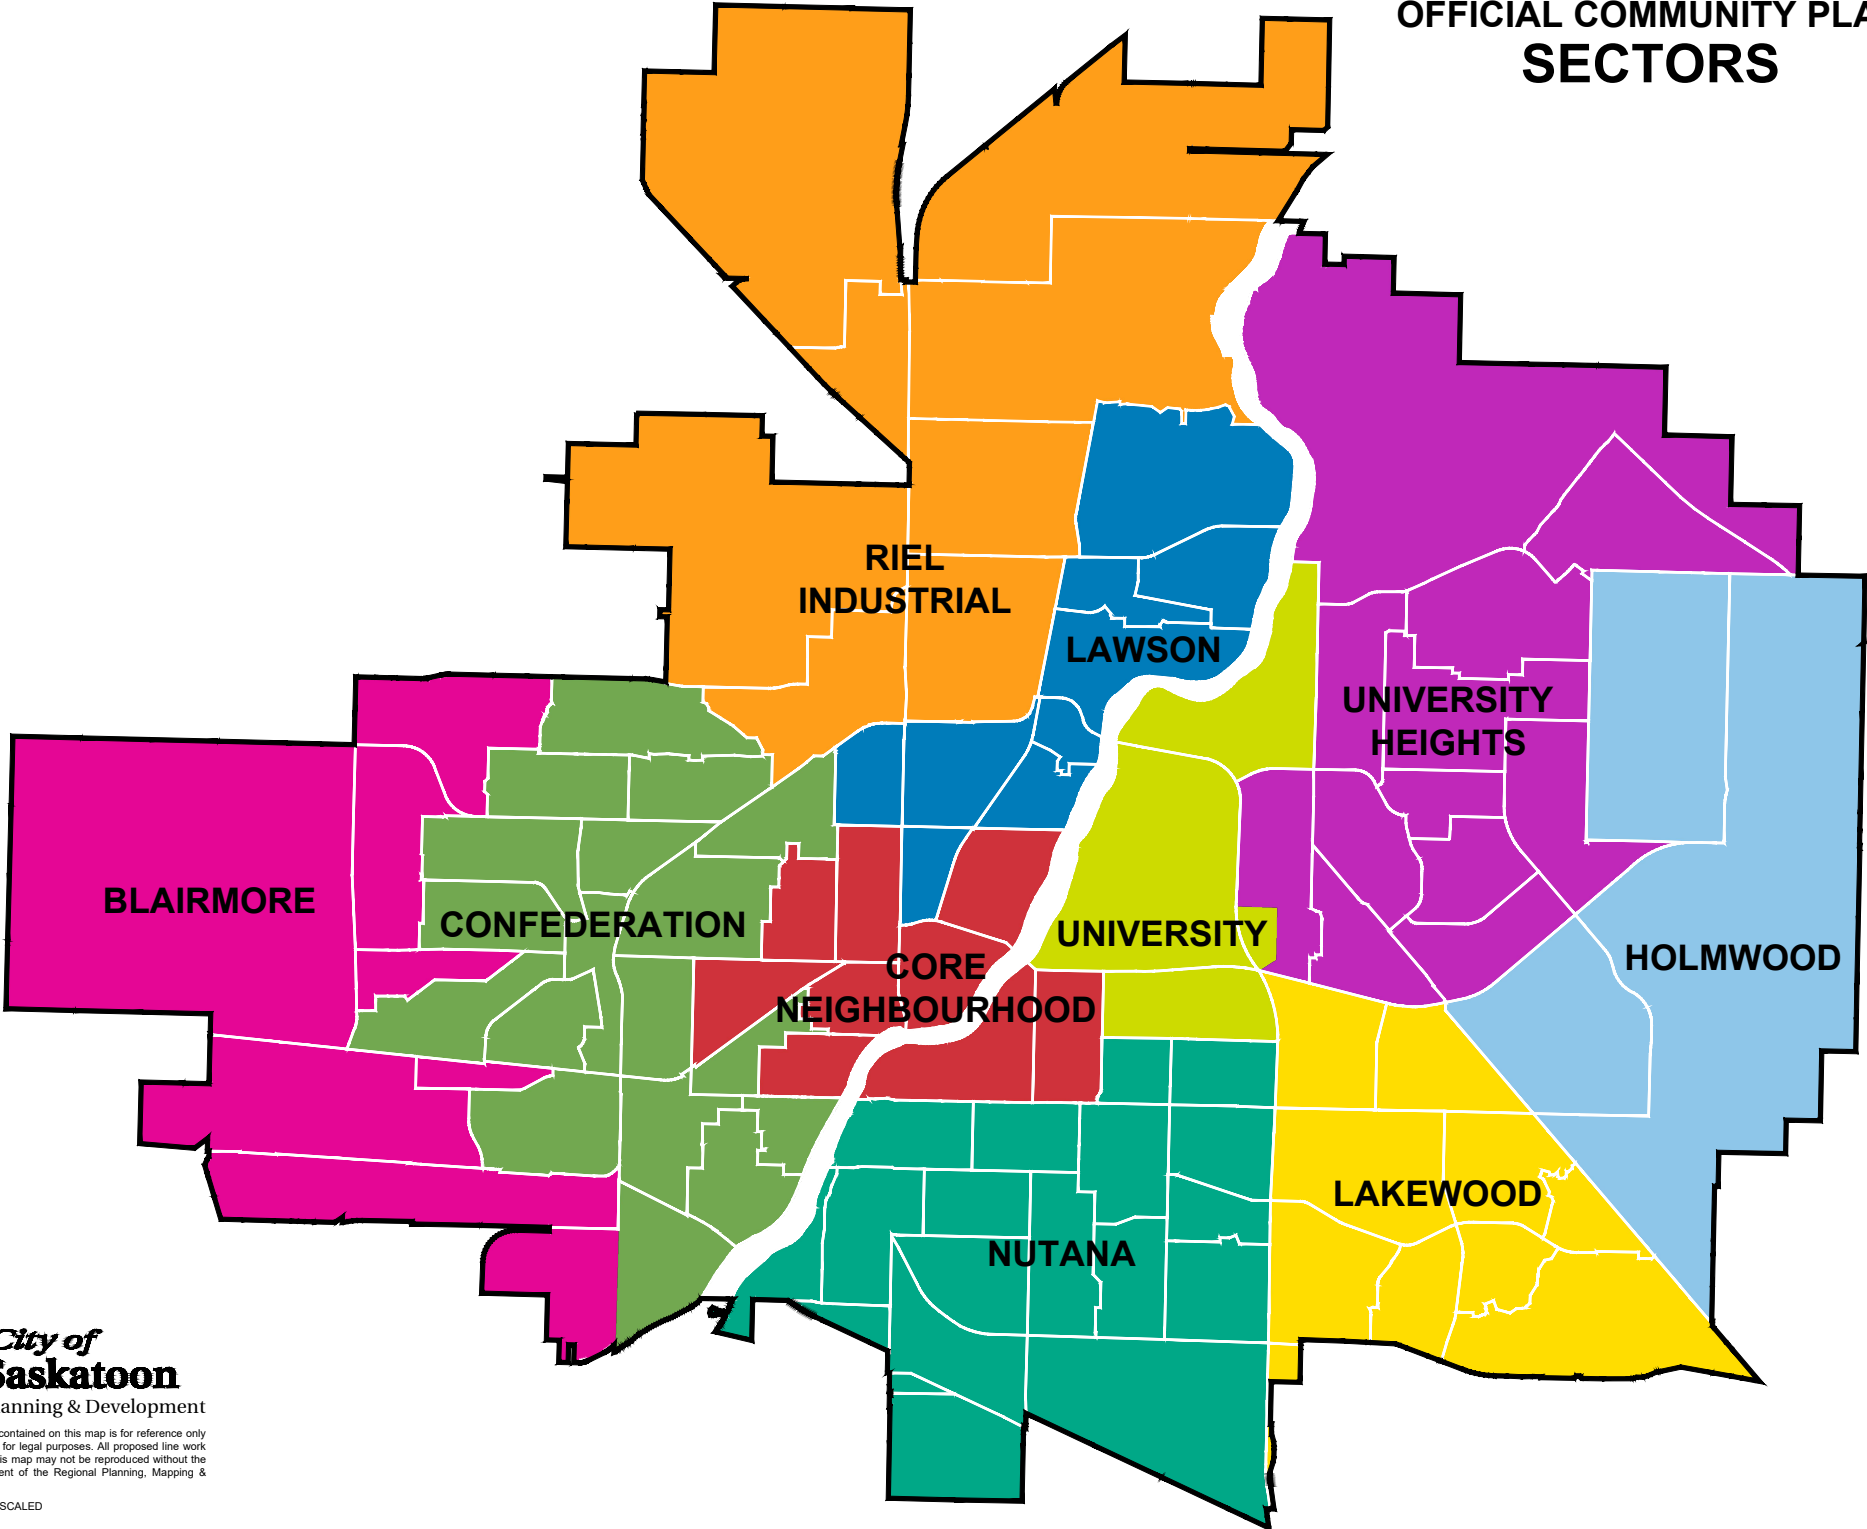 OFFICIAL COMMUNITY PLA
SECTORS
RIEL
INDUSTRIAL
LAWSON
UNIVERSITY
HEIGHTS
BLAIRMORE
CONFEDERATION
UNIVERSITY
HOLMWOOD
CORE
NEIGHBOURHOOD
LAKEWOOD
NUTANA
City of
Saskatoon
anning & Development
contained on this map is for reference only
for legal purposes. All proposed line work
is map may not be reproduced without the
ent of the Regional Planning, Mapping &
SCALED